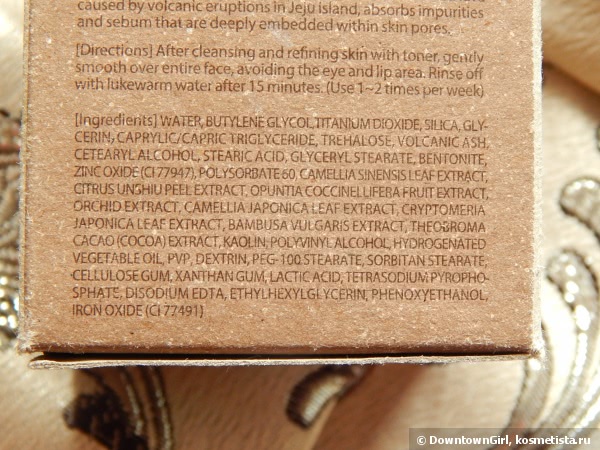 caused by volcanic eruptions in Jeju island, absorbs impurities
and sebum that are deeply embedded within skin pores.
[Directions] After cleansing and refining skin with toner, gently
smooth over entire face, avoiding the eye and lip area. Rinse off
with lukewarm water after 15 minutes. (Use 1~2 times per week)
[Ingredients] WATER, BUTYLENE GLYCOL, TITANIUM DIOXIDE, SILICA, GLY-
CERIN, CAPRYLIC/CAPRIC TRIGLYCERIDE, TREHALOSE, VOLCANIC ASH,
CETEARYL ALCOHOL, STEARIC ACID, GLYCERYL STEARATE, BENTONITE,
ZINC OXIDE (CI 77947), POLYSORBATE 60, CAMELLIA SINENSIS LEAF EXTRACT,
CITRUS UNSHIU PEEL EXTRACT, OPUNTIA COCCINELLIFERA FRUIT EXTRACT,
ORCHID EXTRACT, CAMELLIA JAPONICA LEAF EXTRACT, CRYPTOMERIA
JAPONICA LEAF EXTRACT, BAMBUSA VULGARIS EXTRACT, THEOBROMA
CACAO (COCOA) EXTRACT, KAOLIN, POLYVINYL ALCOHOL, HYDROGENATED
VEGETABLE OIL, PVP, DEXTRIN, PEG-100 STEARATE, SORBITAN STEARATE,
CELLULOSE GUM, XANTHAN GUM, LACTIC ACID, TETRASODIUM PYROPHO-
SPHATE, DISODIUM EDTA, ETHYLHEXYLGLYCERIN, PHENOXYETHANOL,
IRON OXIDE (CI 77491)
© DowntownGirl, kosmetista.ru